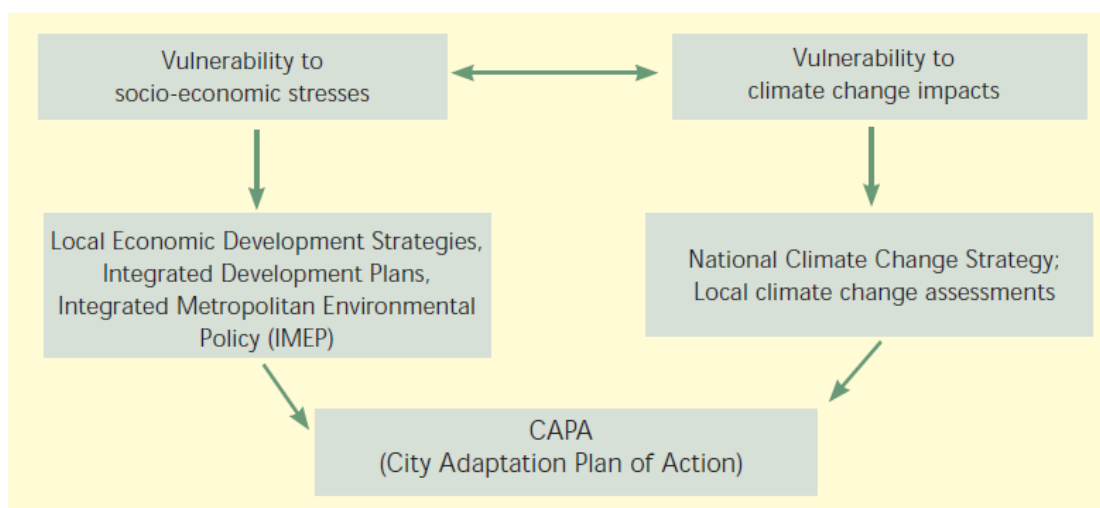 Vulnerability to
socio-economic stresses
Vulnerability to
climate change impacts
Local Economic Development Strategies,
Integrated Development Plans,
Integrated Metropolitan Environmental
Policy (IMEP)
National Climate Change Strategy;
Local climate change assessments
CAPA
(City Adaptation Plan of Action)